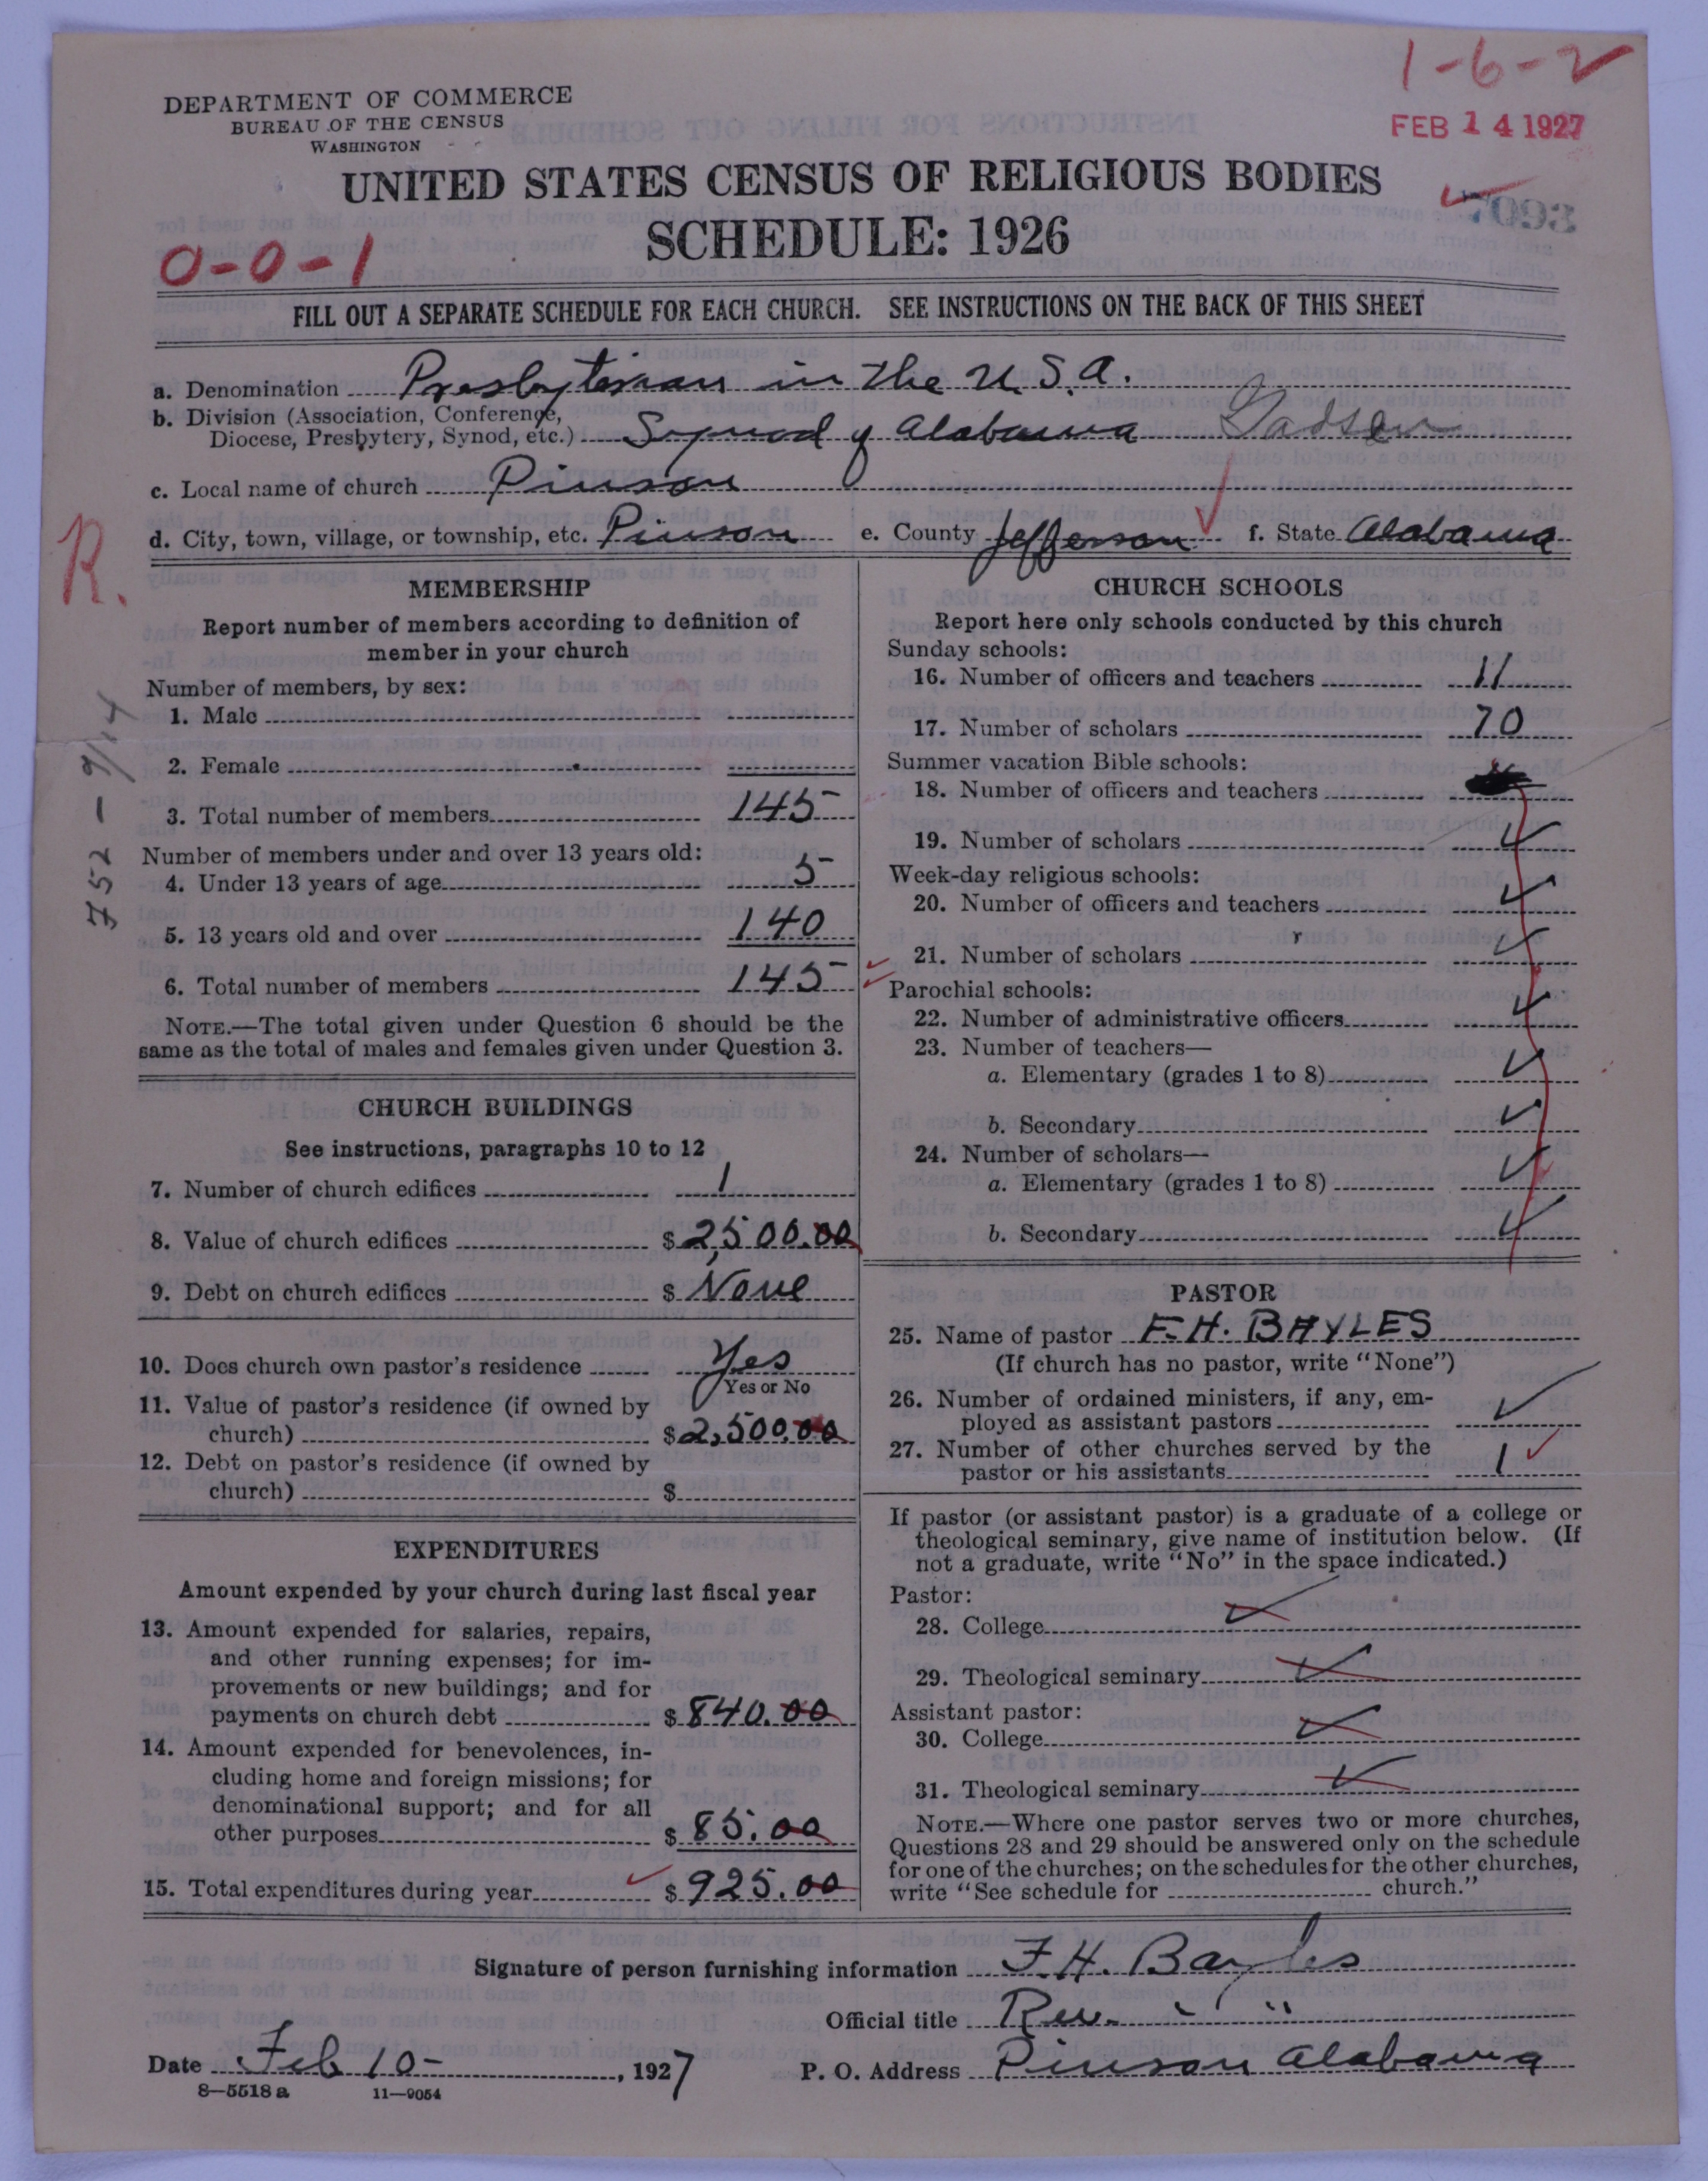 1-6-2
DEPARTMENT OF COMMERCE
BUREAU OF THE CENSUS
WASHINGTON
FEB 14 1927
UNITED STATES CENSUS OF RELIGIOUS BODIES
SCHEDULE: 1926
0-0-1
FILL OUT A SEPARATE SCHEDULE FOR EACH CHURCH. SEE INSTRUCTIONS ON THE BACK OF THIS SHEET
a. Denomination Presbyterian in the U.S.A.
b. Division (Association, Conference,
Diocese, Presbytery, Synod, etc.) Synod of Alabama Gadsden
c. Local name of church Pinson
d. City, town, village, or township, etc. Pinson e. County Jefferson f. State Alabama
R.
MEMBERSHIP
Report number of members according to definition of
member in your church
Number of members, by sex:
1. Male
2. Female
3. Total number of members 145
Number of members under and over 13 years old:
4. Under 13 years of age 5
5. 13 years old and over 140
6. Total number of members 145
NOTE.—The total given under Question 6 should be the
same as the total of males and females given under Question 3.
CHURCH BUILDINGS
See instructions, paragraphs 10 to 12
7. Number of church edifices 1
8. Value of church edifices $2,500.00
9. Debt on church edifices $ None
10. Does church own pastor's residence Yes
Yes or No
11. Value of pastor's residence (if owned by
church) $2,500.00
12. Debt on pastor's residence (if owned by
church) $
EXPENDITURES
Amount expended by your church during last fiscal year
13. Amount expended for salaries, repairs,
and other running expenses; for im-
provements or new buildings; and for
payments on church debt $840.00
14. Amount expended for benevolences, in-
cluding home and foreign missions; for
denominational support; and for all
other purposes $85.00
15. Total expenditures during year $925.00
CHURCH SCHOOLS
Report here only schools conducted by this church
Sunday schools:
16. Number of officers and teachers 11
17. Number of scholars 70
Summer vacation Bible schools:
18. Number of officers and teachers
19. Number of scholars
Week-day religious schools:
20. Number of officers and teachers
21. Number of scholars
Parochial schools:
22. Number of administrative officers
23. Number of teachers—
a. Elementary (grades 1 to 8)
b. Secondary
24. Number of scholars—
a. Elementary (grades 1 to 8)
b. Secondary
PASTOR
25. Name of pastor F.H. BAYLES
(If church has no pastor, write "None")
26. Number of ordained ministers, if any, em-
ployed as assistant pastors
27. Number of other churches served by the
pastor or his assistants 1
If pastor (or assistant pastor) is a graduate of a college or
theological seminary, give name of institution below. (If
not a graduate, write "No" in the space indicated.)
Pastor:
28. College
29. Theological seminary
Assistant pastor:
30. College
31. Theological seminary
NOTE.—Where one pastor serves two or more churches,
Questions 28 and 29 should be answered only on the schedule
for one of the churches; on the schedules for the other churches,
write "See schedule for church."
Signature of person furnishing information F.H. Bayles
Official title Rev. " "
Date Feb 10-, 1927 P. O. Address Pinson Alabama
8-5518 a 11-9054